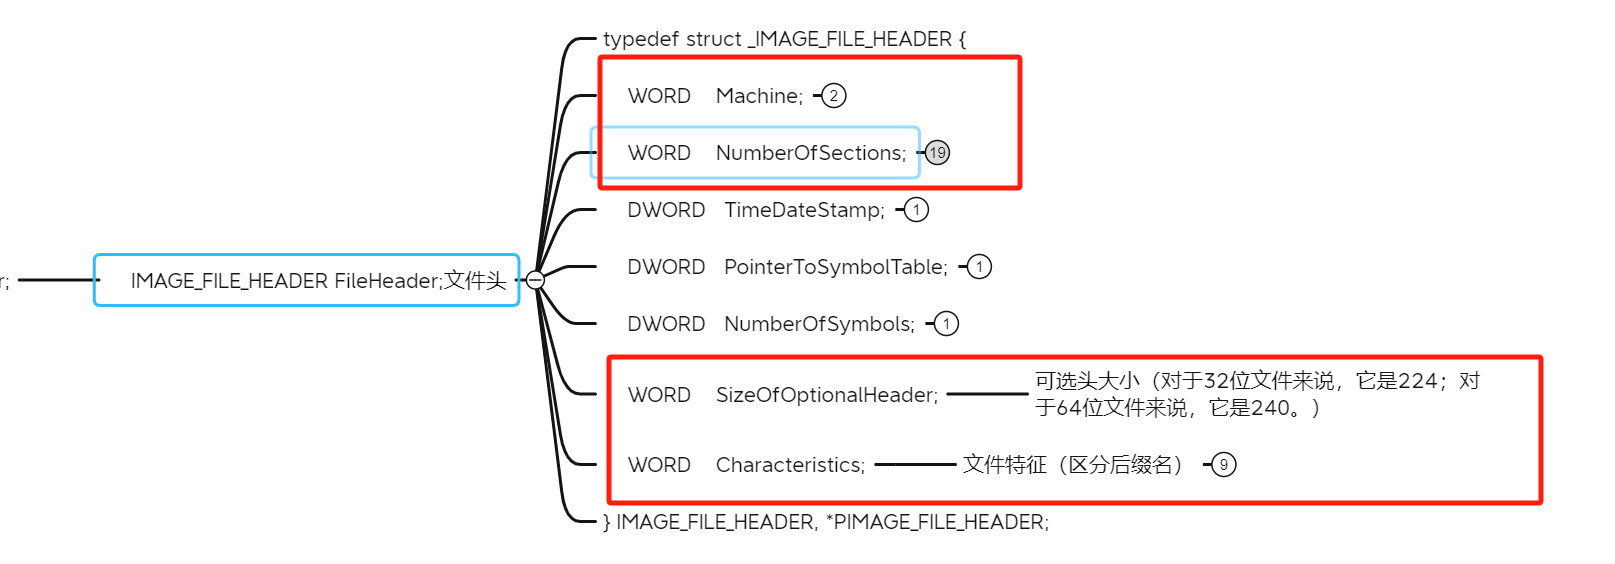 typedef struct _IMAGE_FILE_HEADER {
WORD Machine; 2
WORD NumberOfSections; 19
DWORD TimeDateStamp; 1
DWORD PointerToSymbolTable; 1
r;
IMAGE_FILE_HEADER FileHeader;文件头
DWORD NumberOfSymbols; 1
WORD SizeOfOptionalHeader;
可选头大小（对于32位文件来说，它是224；对
于64位文件来说，它是240。）
WORD Characteristics; 文件特征（区分后缀名） 9
} IMAGE_FILE_HEADER, *PIMAGE_FILE_HEADER;